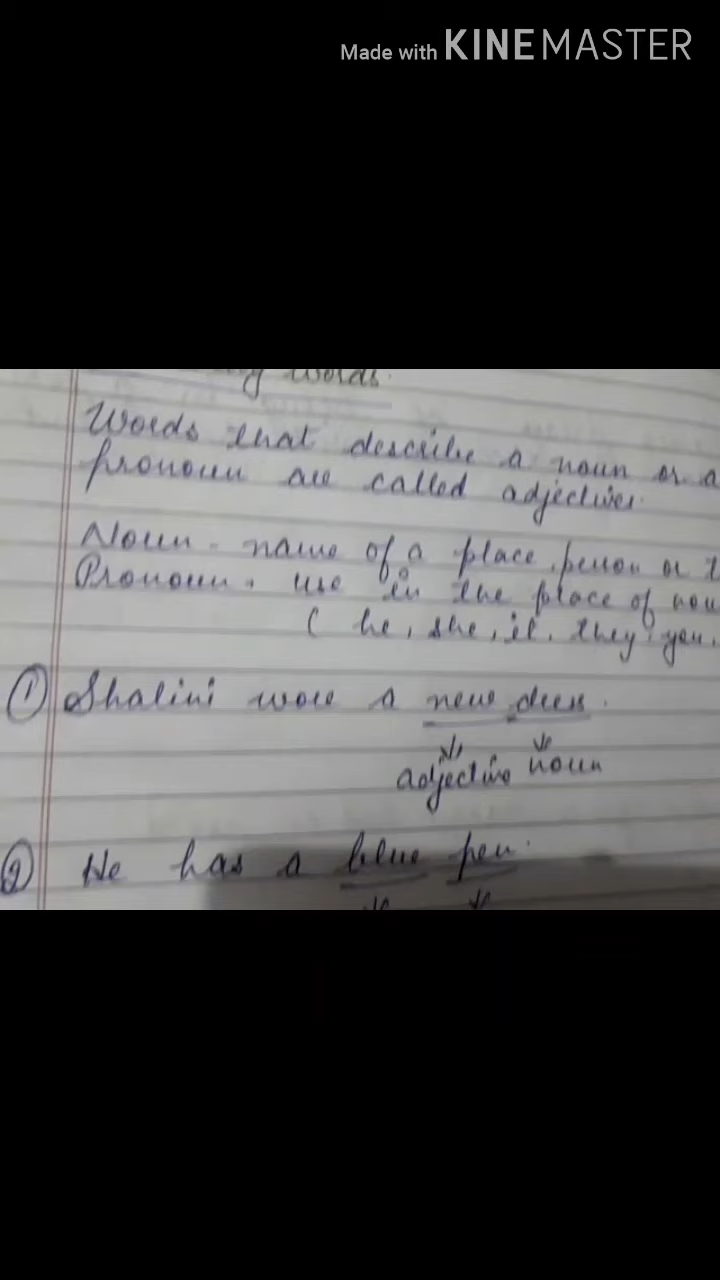 Made with KINEMASTER
words.
Words that describe a noun or a
pronoun are called adjectives.
Noun - name of a place, person or t
Pronoun - use in the place of nou
( he, she, it, they, you,
① Shalini wore a new dress.
adjective noun
② He has a blue pen.